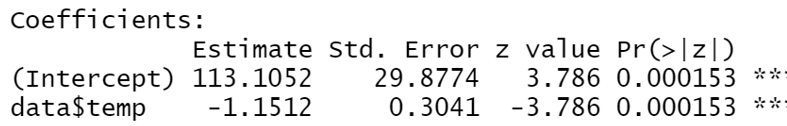 Coefficients:
Estimate Std. Error z value Pr(>|z|)
(Intercept) 113.1052 29.8774 3.786 0.000153 ***
data$temp -1.1512 0.3041 -3.786 0.000153 ***